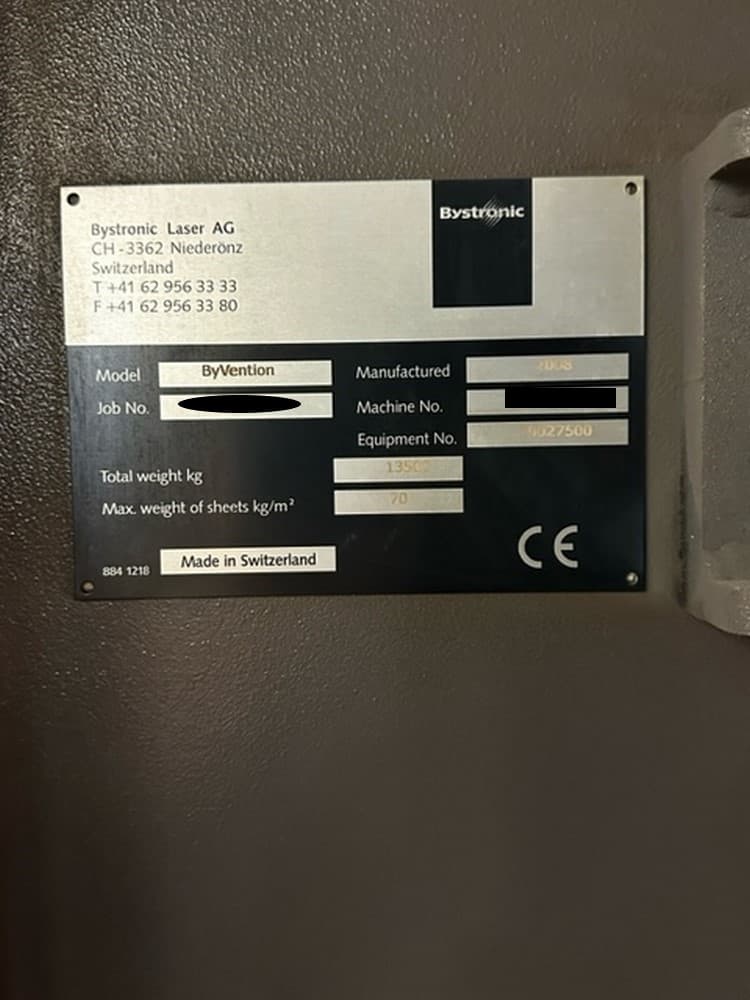 Bystronic Laser AG
CH-3362 Niederönz
Switzerland
T +41 62 956 33 33
F +41 62 956 33 80
Bystronic
Model ByVention
Manufactured 2008
Job No.
Machine No.
Equipment No.
Total weight kg
Max. weight of sheets kg/m² 70
884 1218
Made in Switzerland
CE